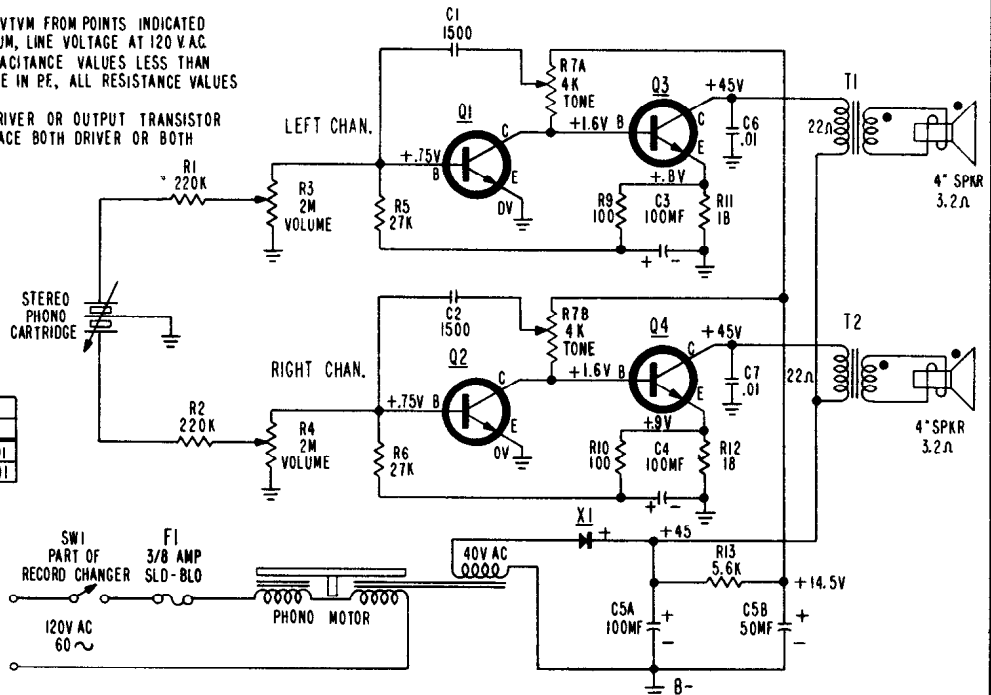 VTVM FROM POINTS INDICATED
UM, LINE VOLTAGE AT 120 V.AC.
ACITANCE VALUES LESS THAN
E IN P.F., ALL RESISTANCE VALUES
RIVER OR OUTPUT TRANSISTOR
ACE BOTH DRIVER OR BOTH
C1
1500
R7A
4K
TONE
Q1
Q3
+45V
T1
LEFT CHAN.
C
+1.6V B
C
C6
.01
22Ω
R1
220K
+.75V
B
E
0V
E
+.8V
4" SPKR
3.2Ω
R3
2M
VOLUME
R5
27K
R9
100
C3
100MF
R11
18
+ -
STEREO
PHONO
CARTRIDGE
C2
1500
R7B
4K
TONE
Q2
Q4
+45V
T2
RIGHT CHAN.
C
+1.6V B
C
C7
.01
22Ω
R2
220K
+.75V B
E
0V
E
+.9V
4" SPKR
3.2Ω
R4
2M
VOLUME
R6
27K
R10
100
C4
100MF
R12
18
+ -
01
01
SW1
PART OF
RECORD CHANGER
F1
3/8 AMP
SLO-BLO
40V AC
X1
+
+45
R13
5.6K
+14.5V
120V AC
60~
PHONO MOTOR
C5A
100MF
+
-
C5B
50MF
+
-
B-